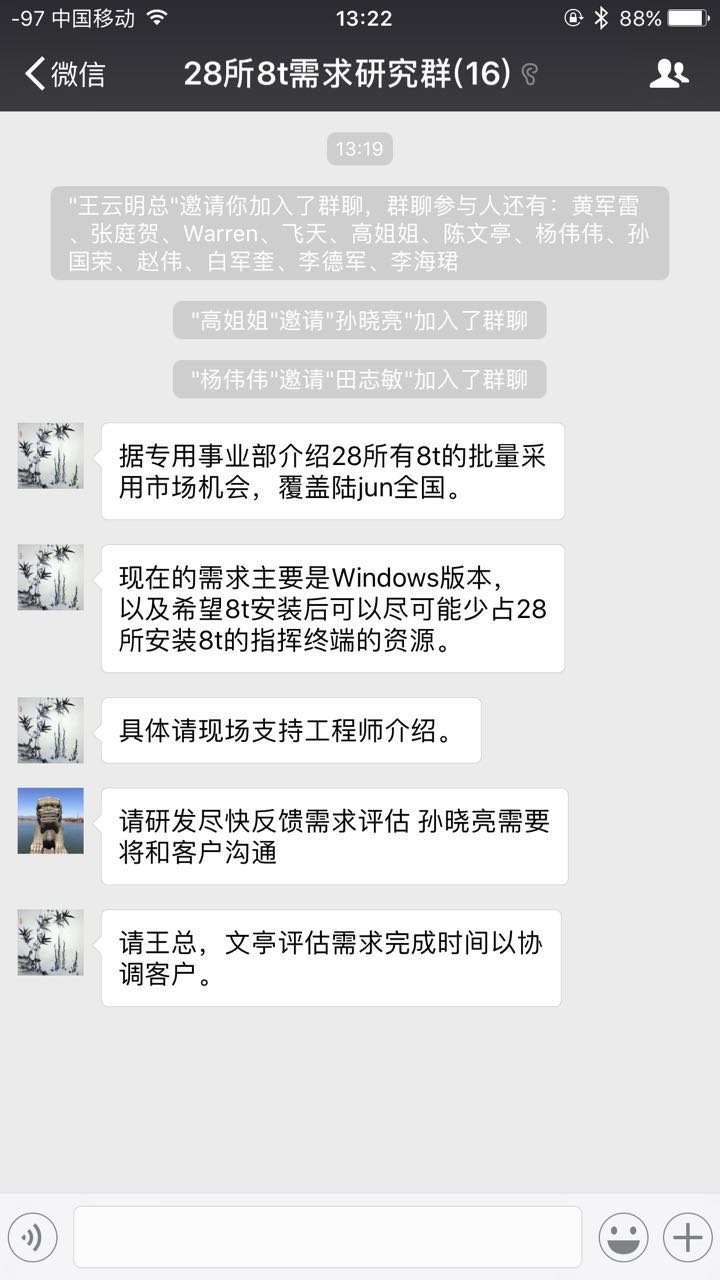 -97 中国移动 13:22 88%
微信 28所8t需求研究群(16)
13:19
"王云明总"邀请你加入了群聊，群聊参与人还有：黄军雷
、张庭贺、Warren、飞天、高姐姐、陈文亭、杨伟伟、孙
国荣、赵伟、白军奎、李德军、李海珺
"高姐姐"邀请"孙晓亮"加入了群聊
"杨伟伟"邀请"田志敏"加入了群聊
据专用事业部介绍28所有8t的批量采
用市场机会，覆盖陆jun全国。
现在的需求主要是Windows版本，
以及希望8t安装后可以尽可能少占28
所安装8t的指挥终端的资源。
具体请现场支持工程师介绍。
请研发尽快反馈需求评估 孙晓亮需要
将和客户沟通
请王总，文亭评估需求完成时间以协
调客户。